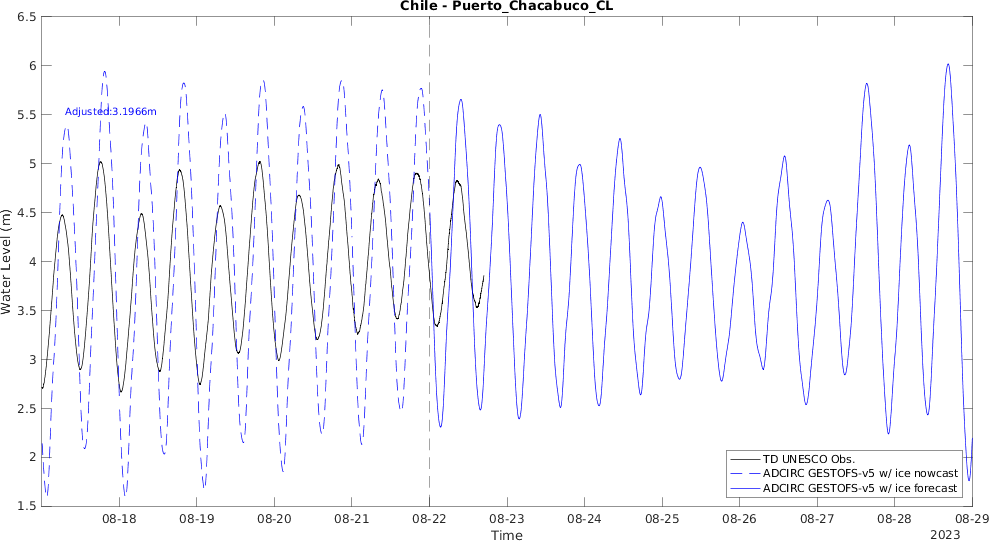 Chile - Puerto_Chacabuco_CL
Water Level (m)
6.5
6
5.5
5
4.5
4
3.5
3
2.5
2
1.5
Adjusted:3.1966m
TD UNESCO Obs.
ADCIRC GESTOFS-v5 w/ ice nowcast
ADCIRC GESTOFS-v5 w/ ice forecast
08-18 08-19 08-20 08-21 08-22 08-23 08-24 08-25 08-26 08-27 08-28 08-29
Time
2023